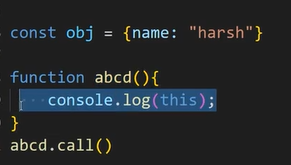 const obj = {name: "harsh"}
function abcd(){
console.log(this);
}
abcd.call()